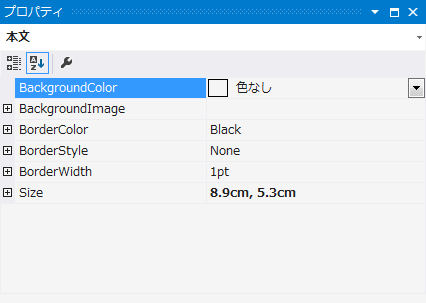 プロパティ
本文
BackgroundColor 色なし
BackgroundImage
BorderColor Black
BorderStyle None
BorderWidth 1pt
Size 8.9cm, 5.3cm